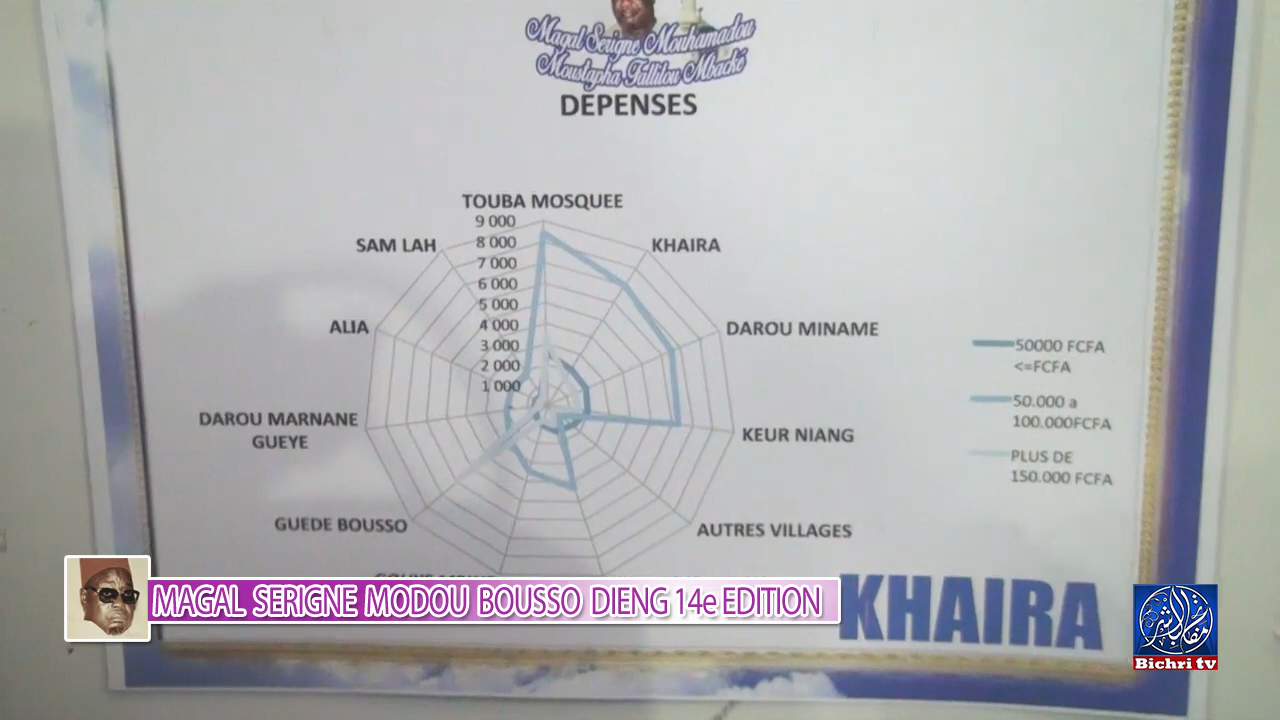 Magal Serigne Mouhamadou
Moustapha Fallilou Mbacké
DEPENSES
TOUBA MOSQUEE
9 000
8 000
7 000
6 000
5 000
4 000
3 000
2 000
1 000
SAM LAH
KHAIRA
ALIA
DAROU MINAME
DAROU MARNANE
GUEYE
KEUR NIANG
GUEDE BOUSSO
AUTRES VILLAGES
50000 FCFA
<=FCFA
50.000 a
100.000FCFA
PLUS DE
150.000 FCFA
KHAIRA
MAGAL SERIGNE MODOU BOUSSO DIENG 14e EDITION
Bichri tv